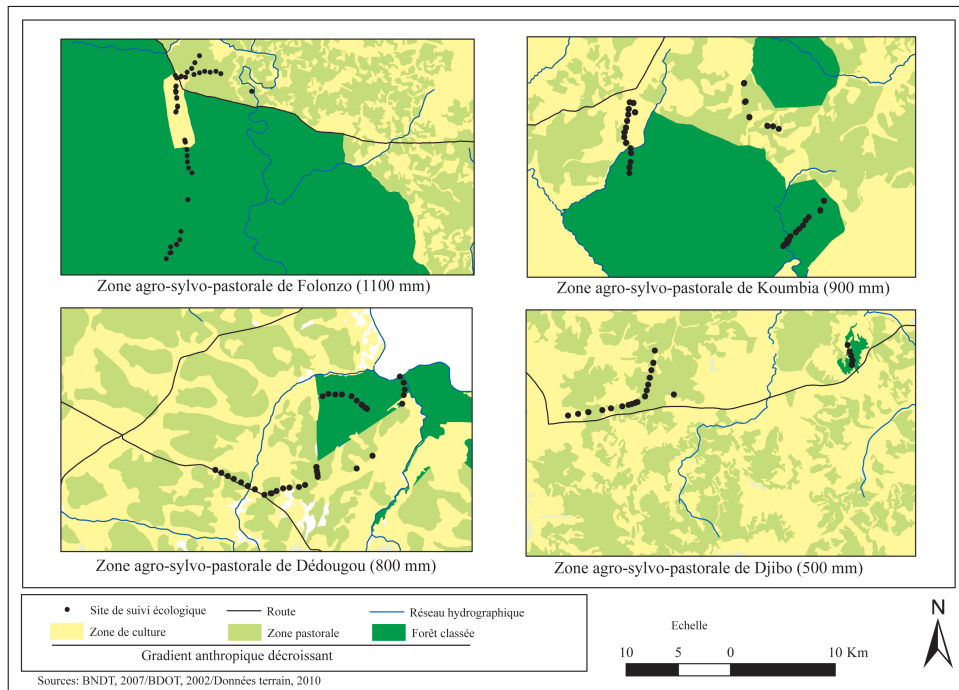 Zone agro-sylvo-pastorale de Folonzo (1100 mm)
Zone agro-sylvo-pastorale de Koumbia (900 mm)
Zone agro-sylvo-pastorale de Dédougou (800 mm)
Zone agro-sylvo-pastorale de Djibo (500 mm)
Site de suivi écologique
Route
Réseau hydrographique
Zone de culture
Zone pastorale
Forêt classée
Gradient anthropique décroissant
Sources: BNDT, 2007/BDOT, 2002/Données terrain, 2010
Echelle
10 5 0 10 Km
N